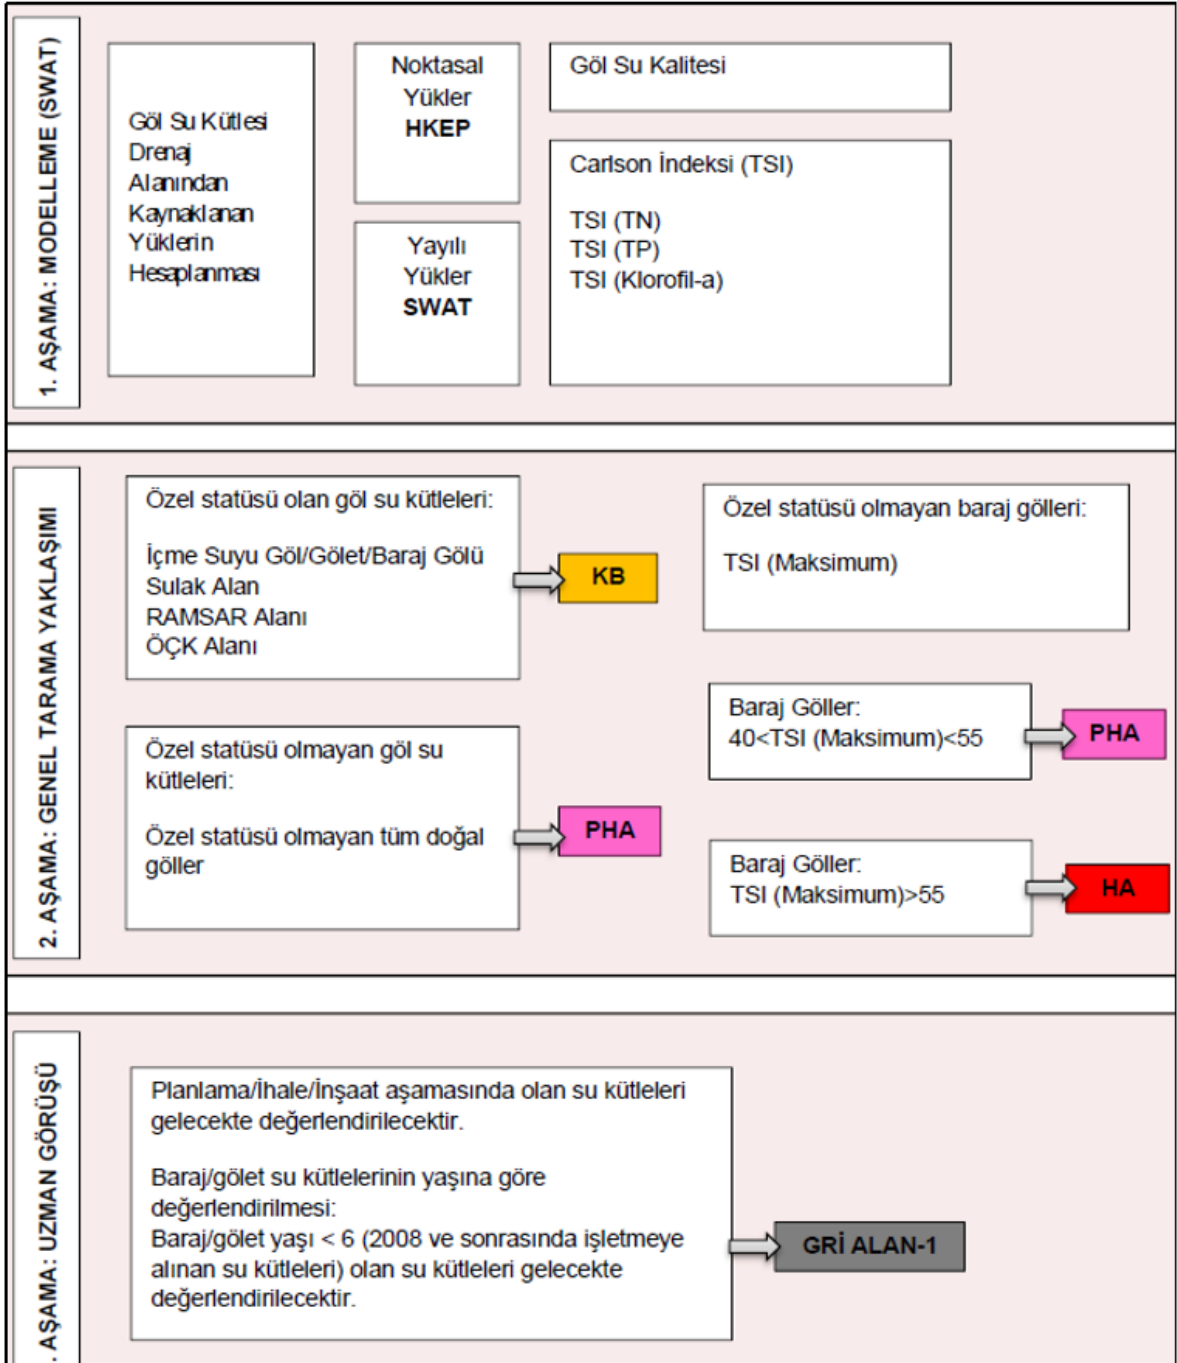 1. AŞAMA: MODELLEME (SWAT)
Göl Su Kütlesi
Drenaj
Alanından
Kaynaklanan
Yüklerin
Hesaplanması
Noktasal
Yükler
HKEP
Yayılı
Yükler
SWAT
Göl Su Kalitesi
Carlson İndeksi (TSI)
TSI (TN)
TSI (TP)
TSI (Klorofil-a)
2. AŞAMA: GENEL TARAMA YAKLAŞIMI
Özel statüsü olan göl su kütleleri:
İçme Suyu Göl/Gölet/Baraj Gölü
Sulak Alan
RAMSAR Alanı
ÖÇK Alanı
KB
Özel statüsü olmayan göl su
kütleleri:
Özel statüsü olmayan tüm doğal
göller
PHA
Özel statüsü olmayan baraj gölleri:
TSI (Maksimum)
Baraj Göller:
40<TSI (Maksimum)<55
PHA
Baraj Göller:
TSI (Maksimum)>55
HA
. AŞAMA: UZMAN GÖRÜŞÜ
Planlama/İhale/İnşaat aşamasında olan su kütleleri
gelecekte değerlendirilecektir.
Baraj/gölet su kütlelerinin yaşına göre
değerlendirilmesi:
Baraj/gölet yaşı < 6 (2008 ve sonrasında işletmeye
alınan su kütleleri) olan su kütleleri gelecekte
değerlendirilecektir.
GRİ ALAN-1